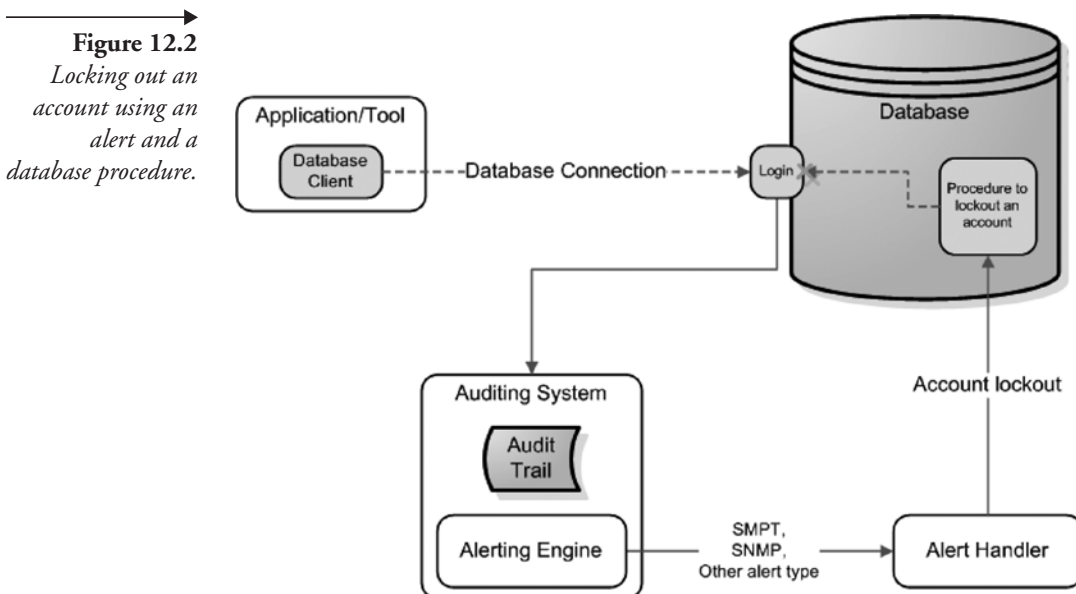 Figure 12.2
Locking out an
account using an
alert and a
database procedure.
Application/Tool
Database
Client
Database Connection
Login
Database
Procedure to
lockout an
account
Auditing System
Audit
Trail
Alerting Engine
SMPT,
SNMP,
Other alert type
Alert Handler
Account lockout